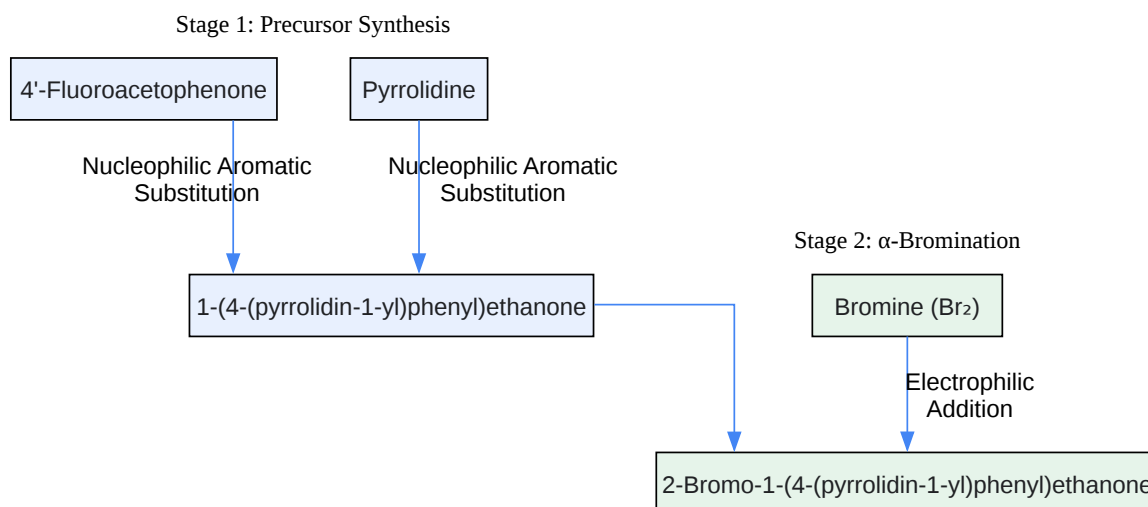 Stage 1: Precursor Synthesis
4'-Fluoroacetophenone
Pyrrolidine
Nucleophilic Aromatic
Substitution
Nucleophilic Aromatic
Substitution
Stage 2: α-Bromination
1-(4-(pyrrolidin-1-yl)phenyl)ethanone
Bromine (Br₂)
Electrophilic
Addition
2-Bromo-1-(4-(pyrrolidin-1-yl)phenyl)ethanone